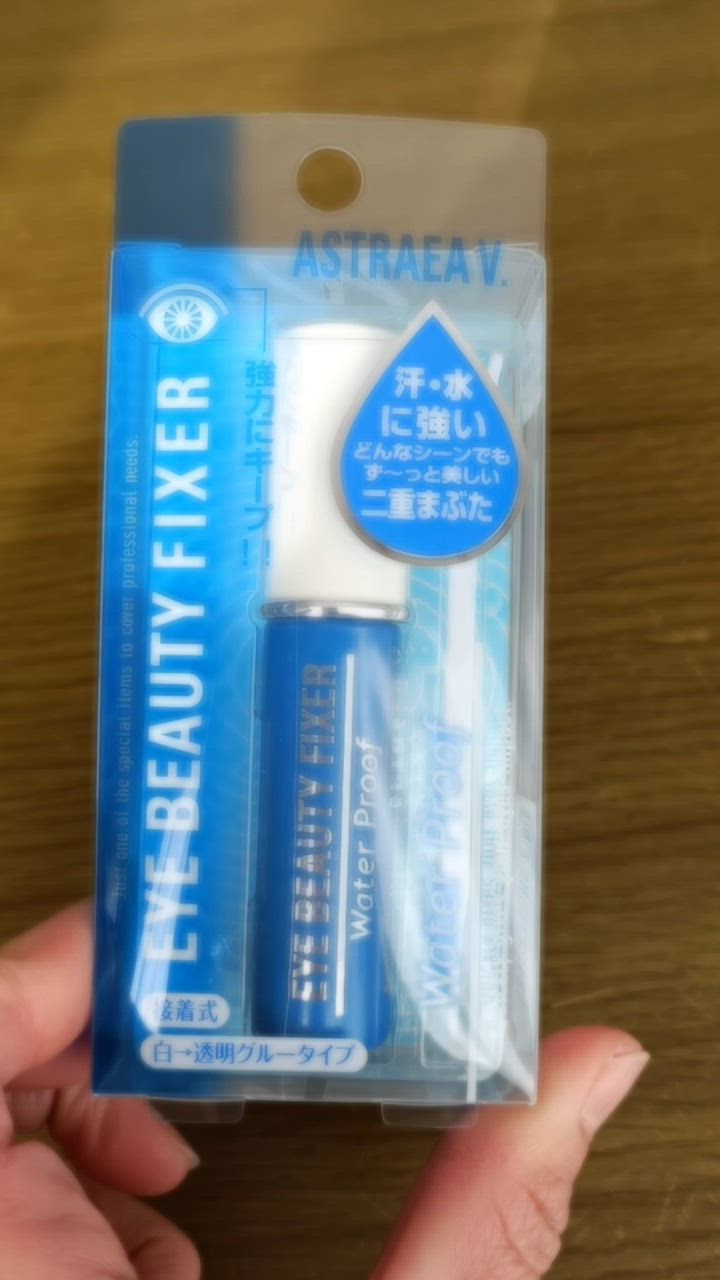 ASTRAEA V.
汗・水
に強い
どんなシーンでも
ず〜っと美しい
二重まぶた
強力にキープ!!
EYE BEAUTY FIXER
Just one of the special items to cover professional needs.
EYE BEAUTY FIXER
Water Proof
Water Proof
接着式
白→透明グルータイプ